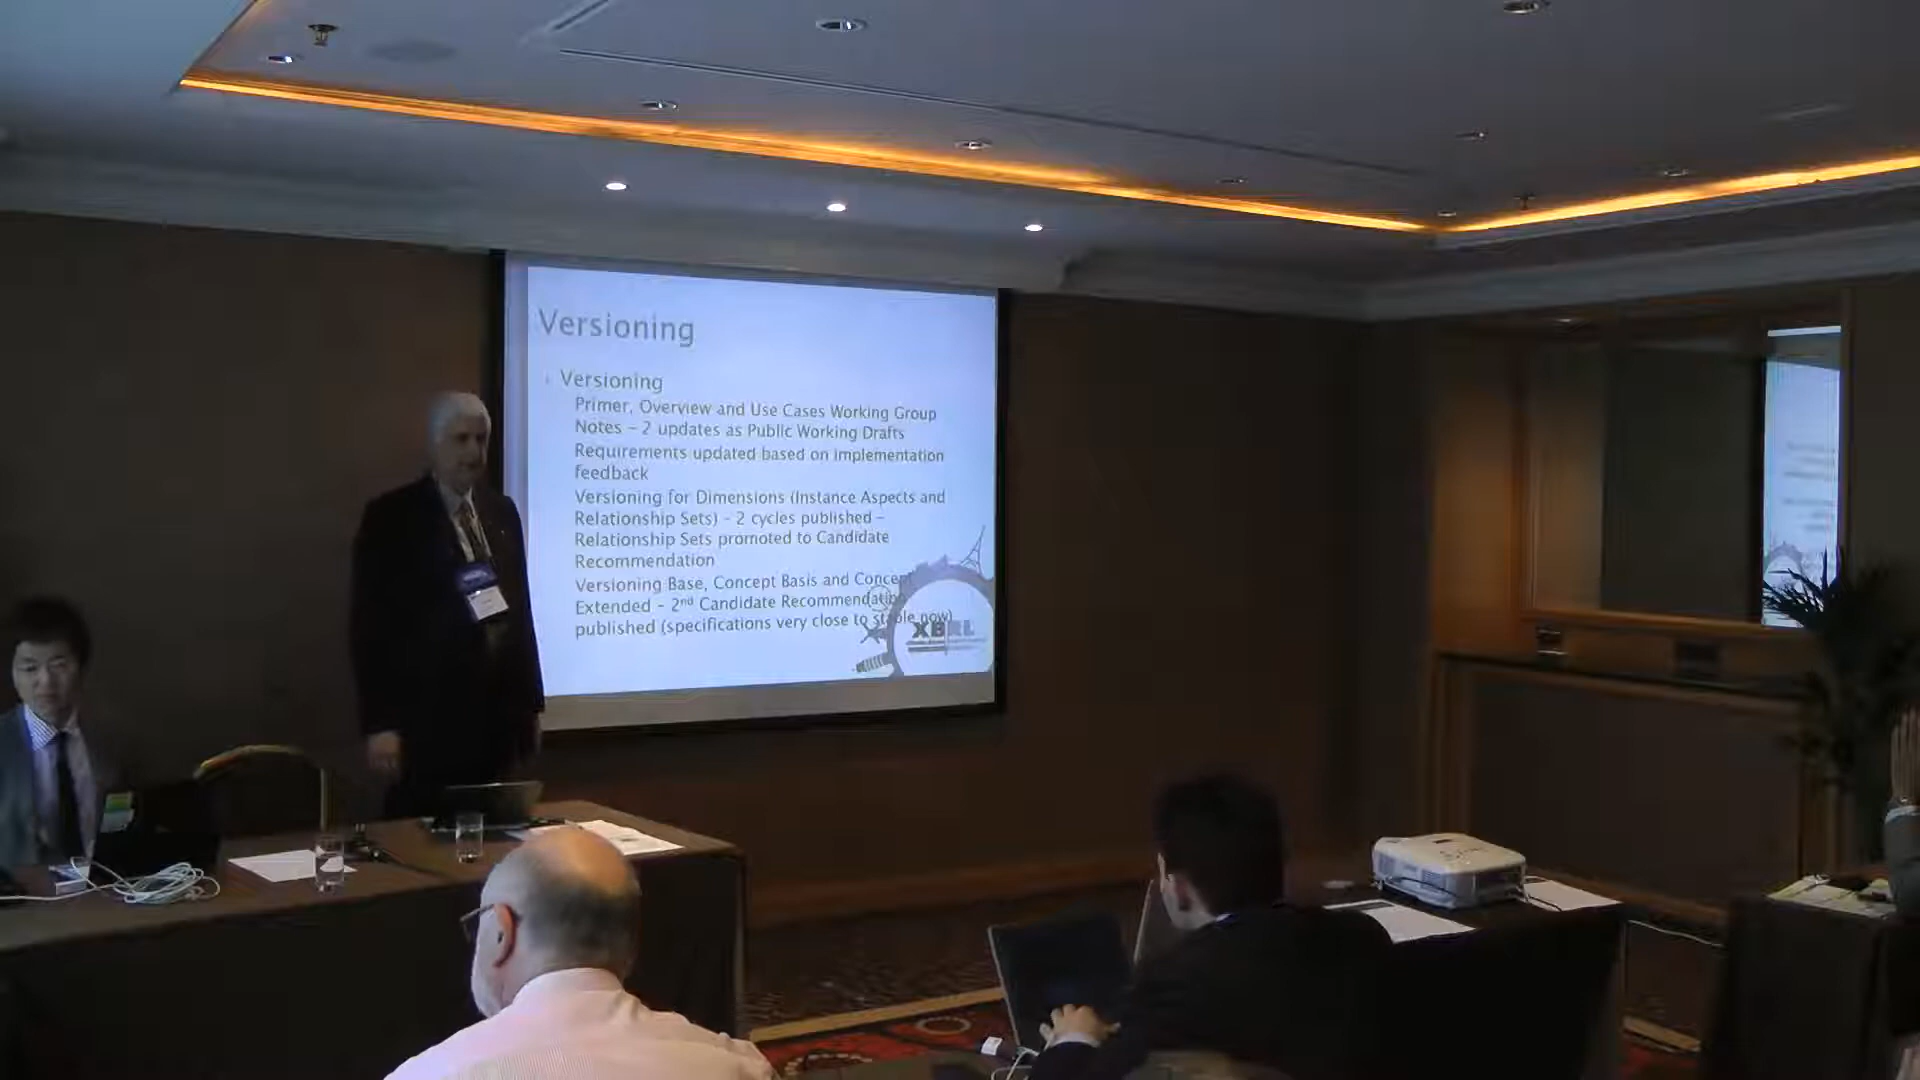 Versioning
Versioning
Primer, Overview and Use Cases Working Group
Notes – 2 updates as Public Working Drafts
Requirements updated based on implementation
feedback
Versioning for Dimensions (Instance Aspects and
Relationship Sets) – 2 cycles published –
Relationship Sets promoted to Candidate
Recommendation
Versioning Base, Concept Basis and Concept
Extended – 2nd Candidate Recommendation
published (specifications very close to stable now)
XBRL